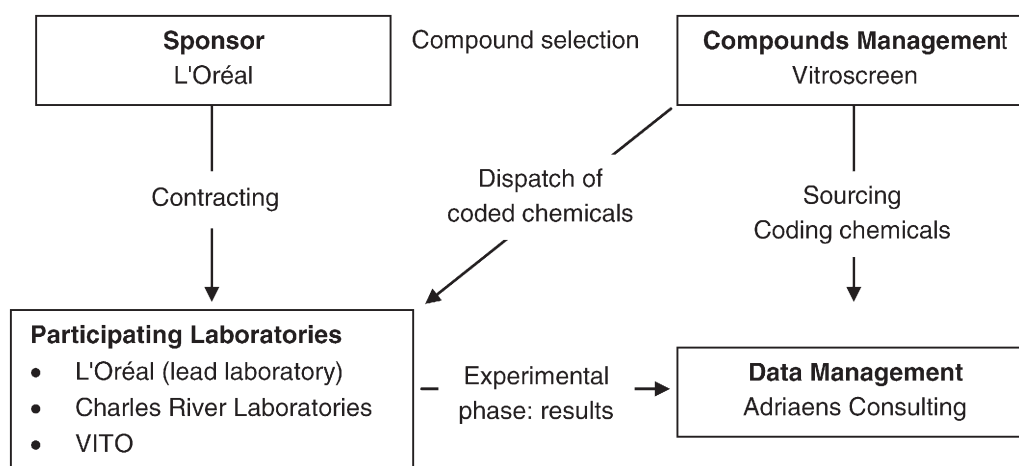 Sponsor
L'Oréal
Compound selection
Compounds Management
Vitroscreen
Contracting
Dispatch of
coded chemicals
Sourcing
Coding chemicals
Participating Laboratories
• L'Oréal (lead laboratory)
• Charles River Laboratories
• VITO
Experimental
phase: results
Data Management
Adriaens Consulting